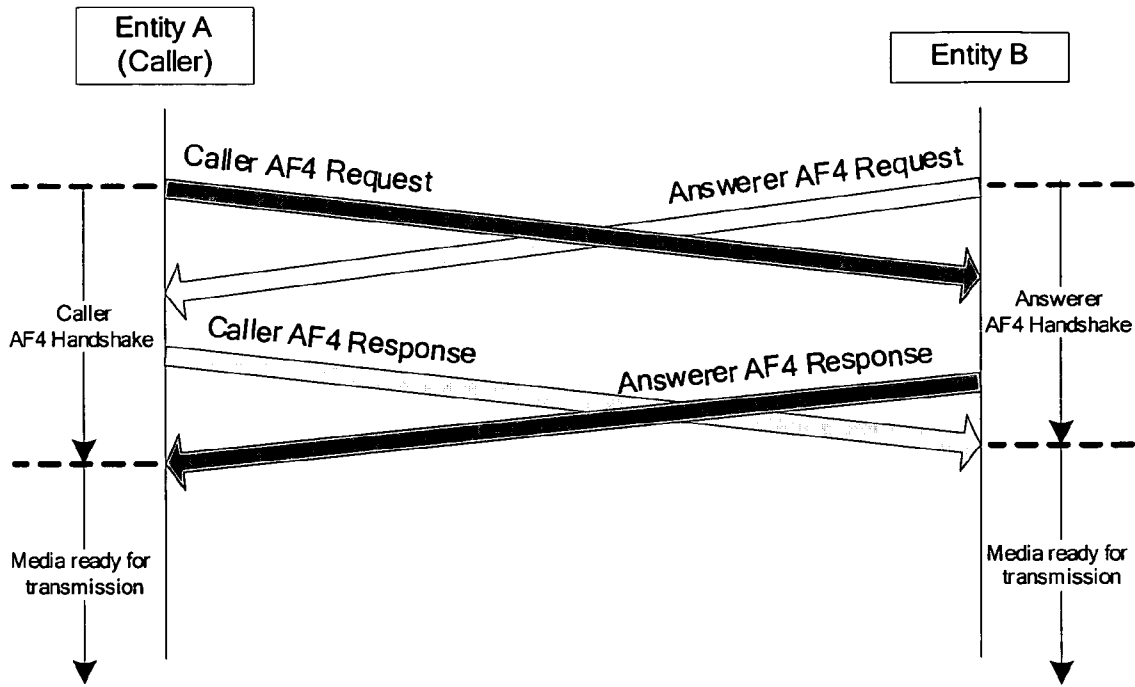 Entity A
(Caller)
Entity B
Caller AF4 Request
Answerer AF4 Request
Caller
AF4 Handshake
Answerer
AF4 Handshake
Caller AF4 Response
Answerer AF4 Response
Media ready for
transmission
Media ready for
transmission